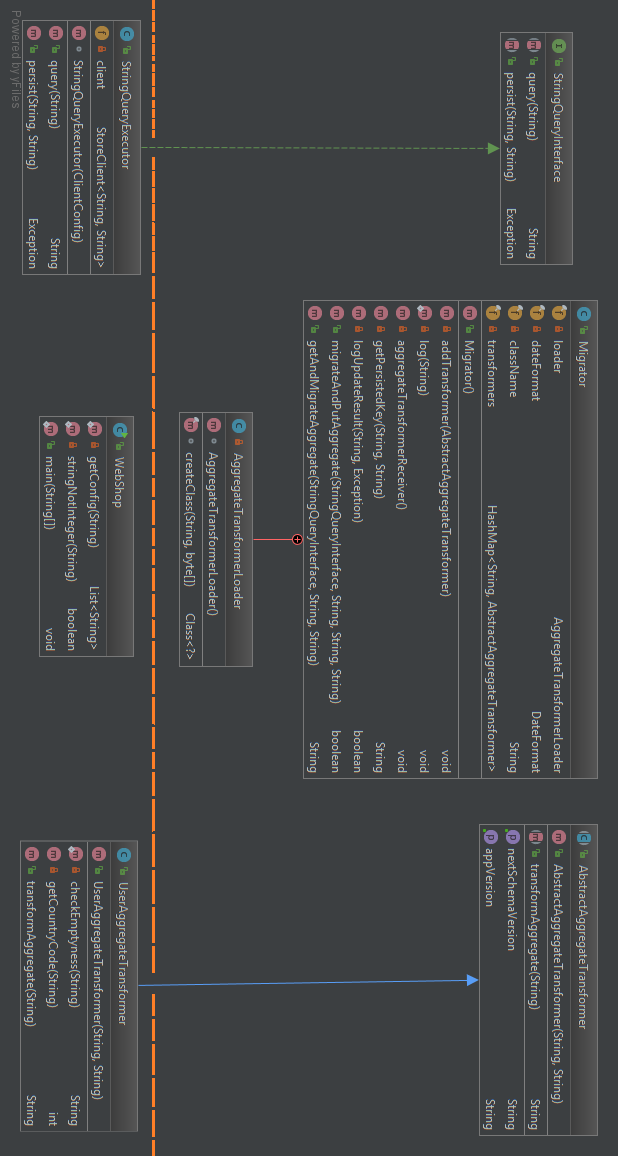 StringQueryInterface
query(String) String
persist(String, String) Exception
Migrator
loader AggregateTransformerLoader
dateFormat DateFormat
className String
transformers HashMap<String, AbstractAggregateTransformer>
Migrator()
addTransformer(AbstractAggregateTransformer) void
log(String) void
aggregateTransformerReceiver() void
getPersistedKey(String, String) String
logUpdateResult(String, Exception) boolean
migrateAndPutAggregate(StringQueryInterface, String, String, String) boolean
getAndMigrateAggregate(StringQueryInterface, String, String) String
AbstractAggregateTransformer
AbstractAggregateTransformer(String, String)
transformAggregate(String) String
nextSchemaVersion String
appVersion String
AggregateTransformerLoader
AggregateTransformerLoader()
createClass(String, byte[]) Class<?>
StringQueryExecutor
client StoreClient<String, String>
StringQueryExecutor(ClientConfig)
query(String) String
persist(String, String) Exception
WebShop
getConfig(String) List<String>
stringNotInteger(String) boolean
main(String[]) void
UserAggregateTransformer
UserAggregateTransformer(String, String)
checkEmptyness(String) String
getCountryCode(String) int
transformAggregate(String) String
Powered by yFiles